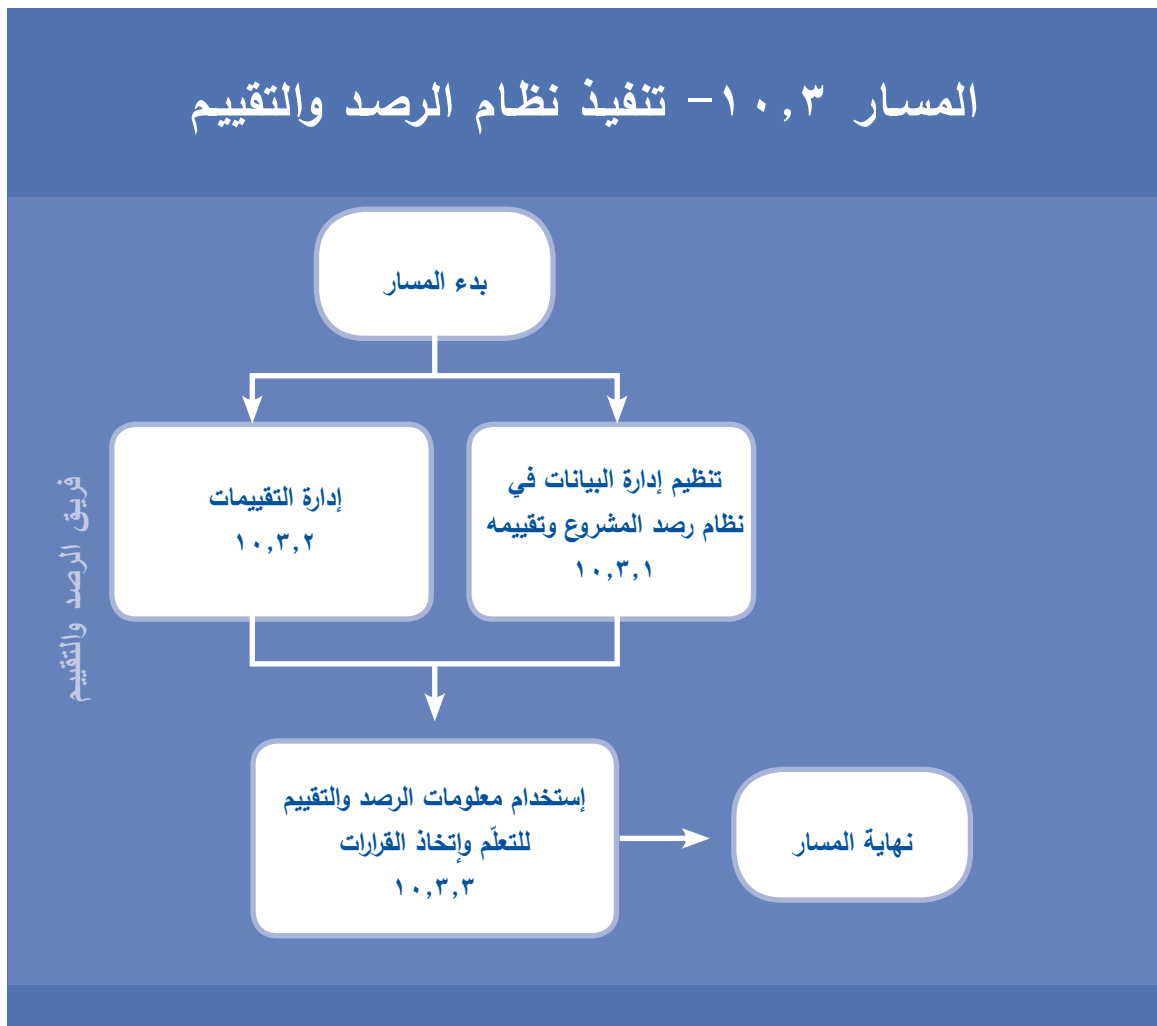 المسار ١٠,٣- تنفيذ نظام الرصد والتقييم
بدء المسار
تنظيم إدارة البيانات في
نظام رصد المشروع وتقييمه
١٠,٣,١
إدارة التقييمات
١٠,٣,٢
فريق الرصد والتقييم
إستخدام معلومات الرصد والتقييم
للتعلّم وإتخاذ القرارات
١٠,٣,٣
نهاية المسار